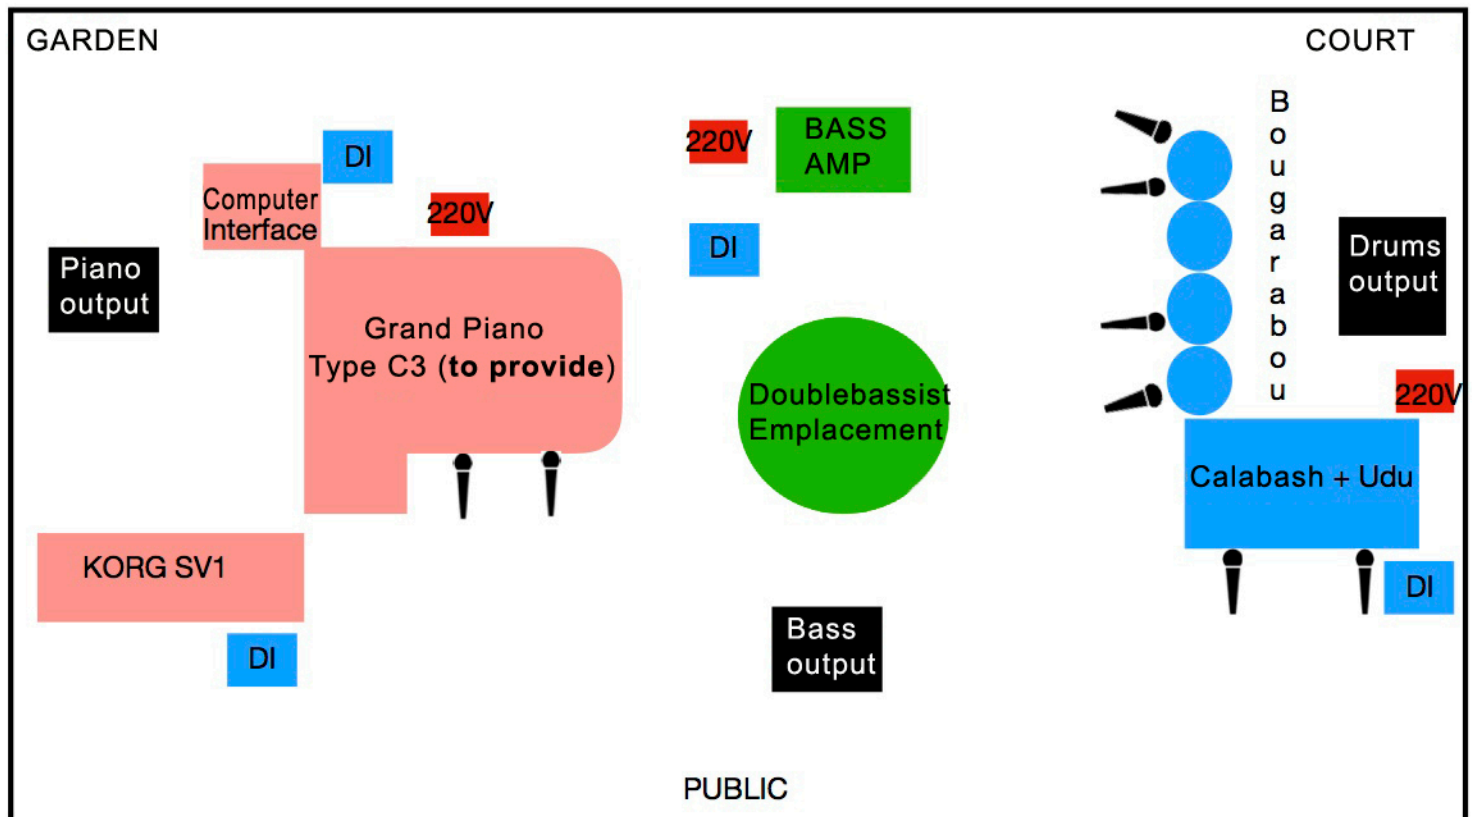 GARDEN
COURT
DI
220V
BASS
AMP
Bougarabou
Computer
Interface
220V
DI
Piano
output
Drums
output
Grand Piano
Type C3 (to provide)
Doublebassist
Emplacement
220V
Calabash + Udu
KORG SV1
DI
DI
Bass
output
PUBLIC